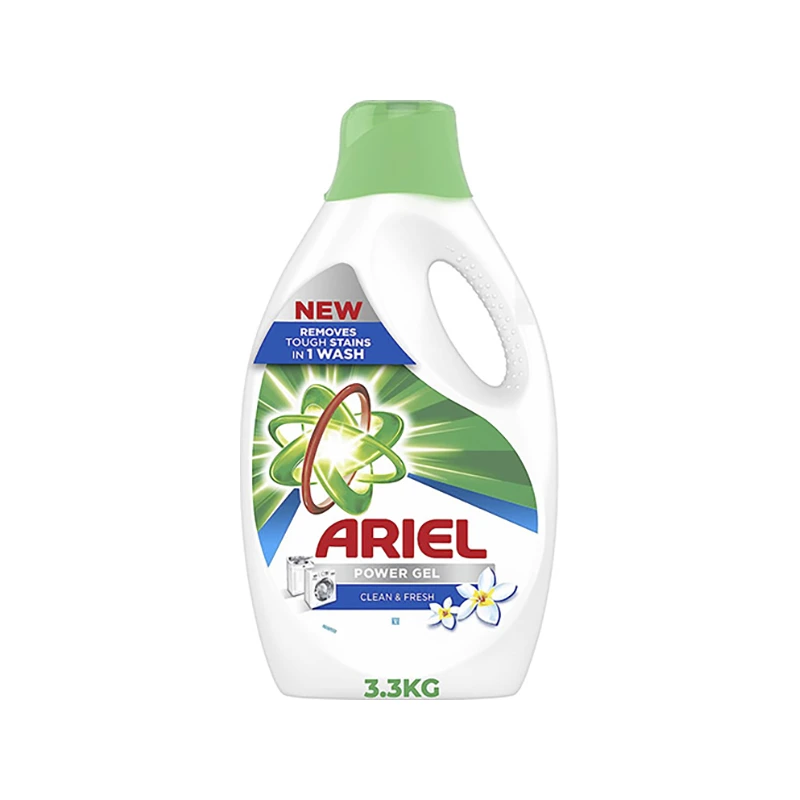 NEW
REMOVES
TOUGH STAINS
IN 1 WASH
ARIEL
POWER GEL
CLEAN & FRESH
3.3KG